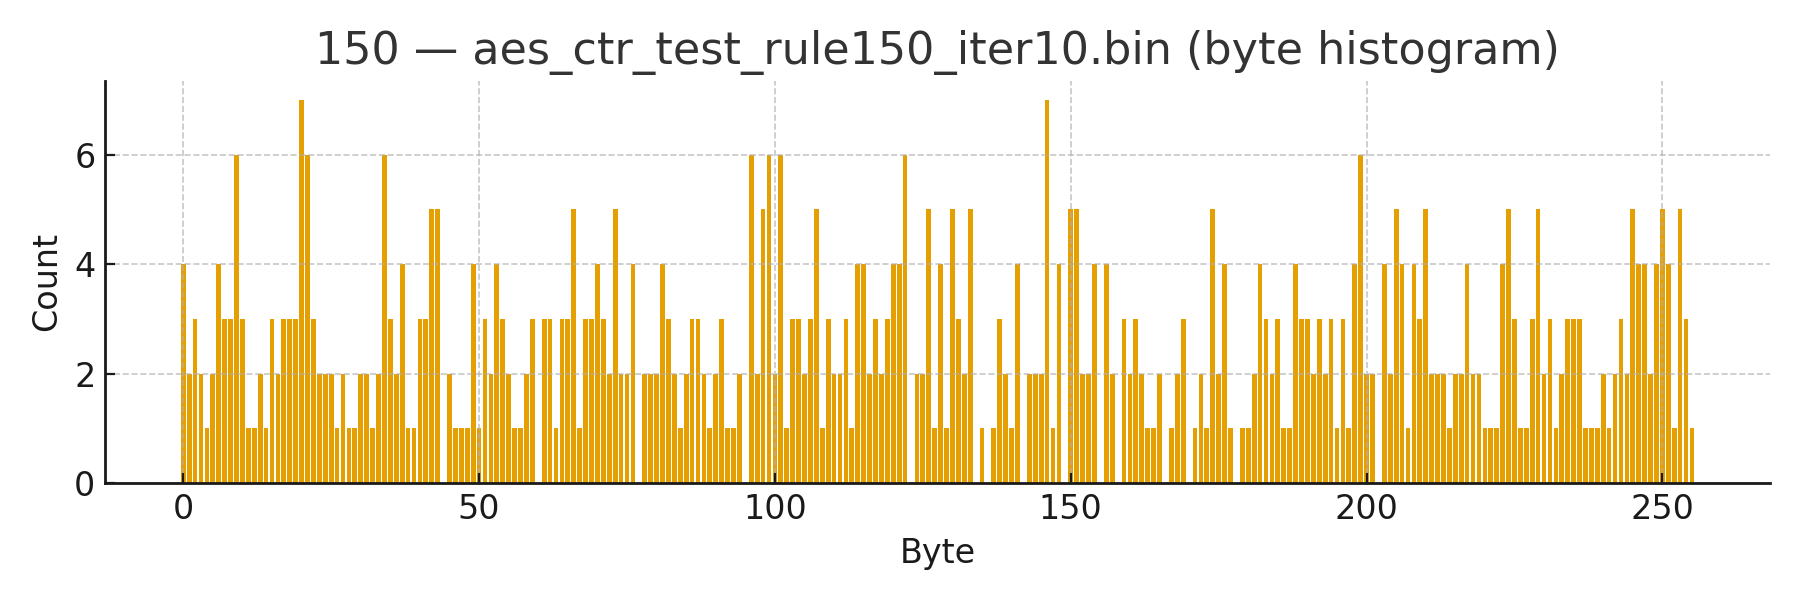 150 — aes_ctr_test_rule150_iter10.bin (byte histogram)
Count
6
4
2
0
0 50 100 150 200 250
Byte